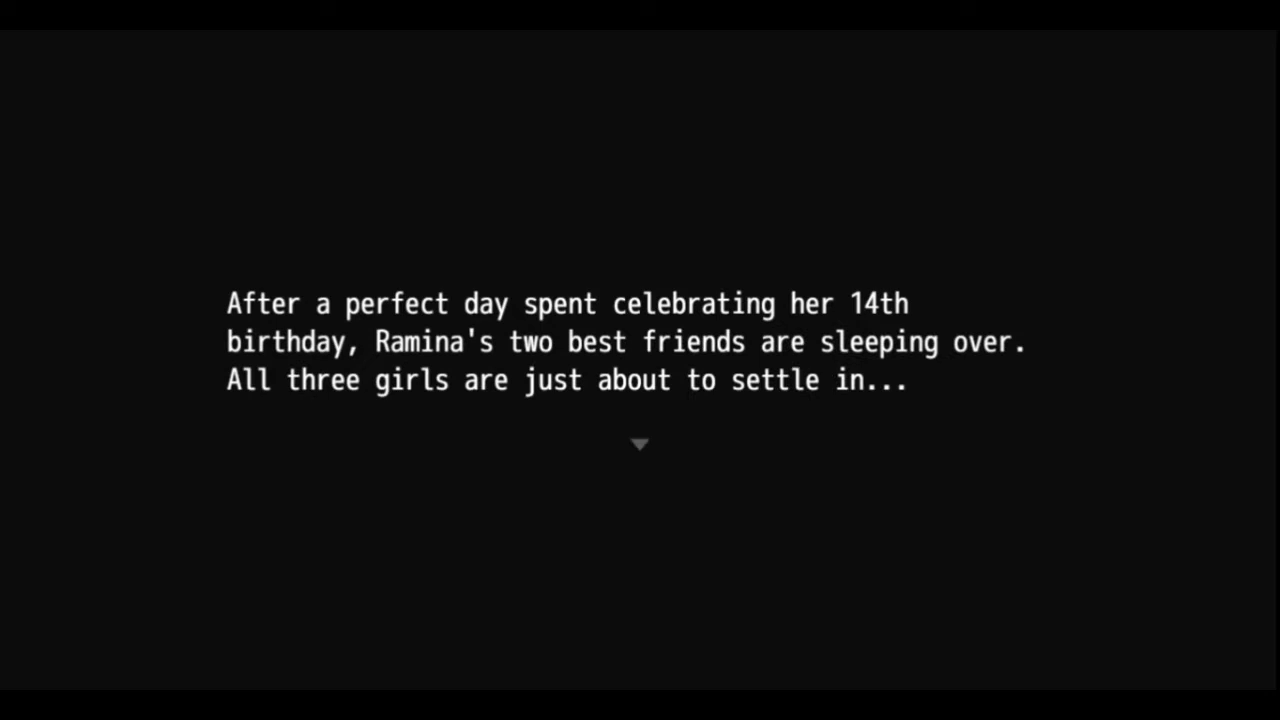 After a perfect day spent celebrating her 14th
birthday, Ramina's two best friends are sleeping over.
All three girls are just about to settle in...